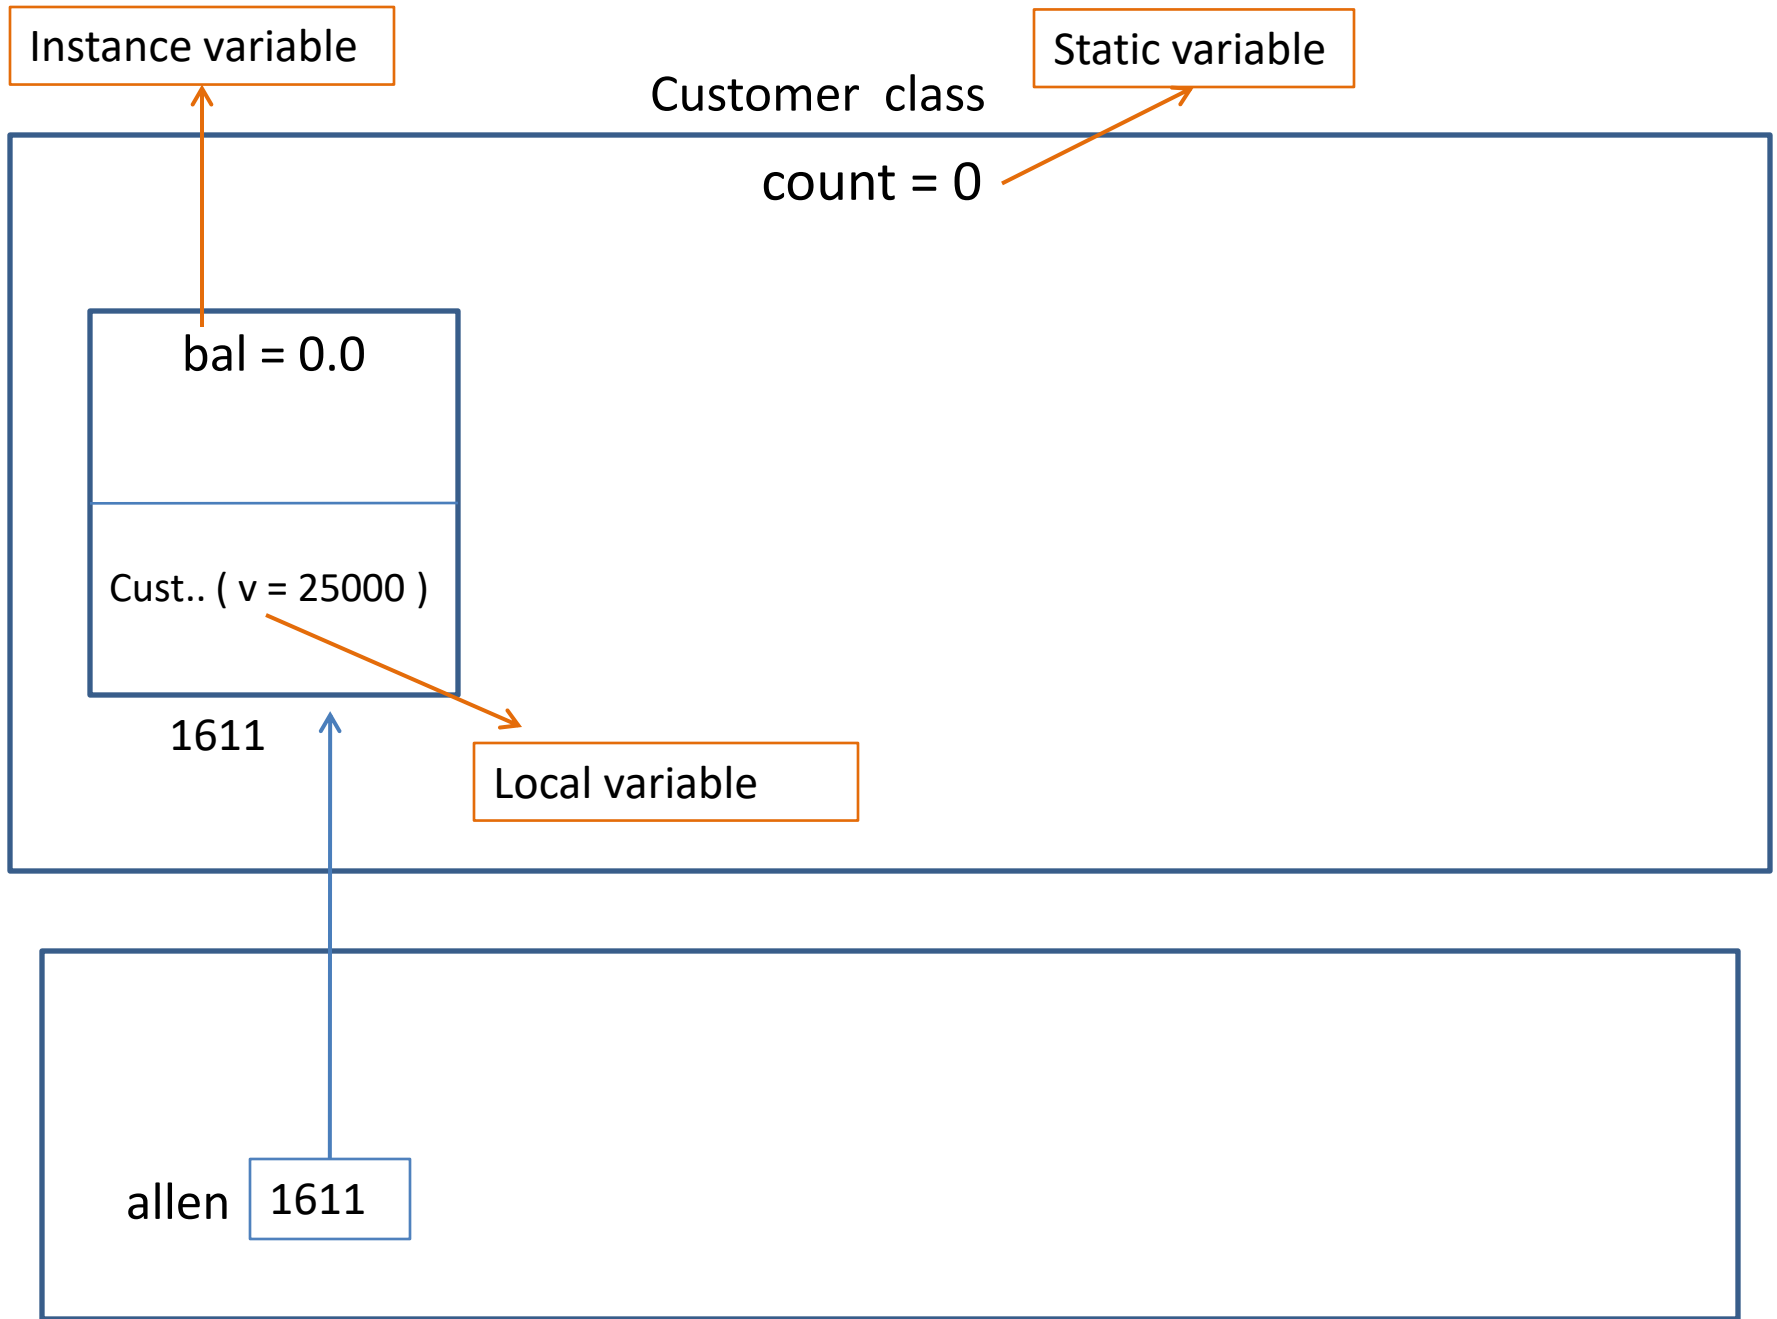 Instance variable
Static variable
Customer class
count = 0
bal = 0.0
Cust.. ( v = 25000 )
1611
Local variable
allen
1611